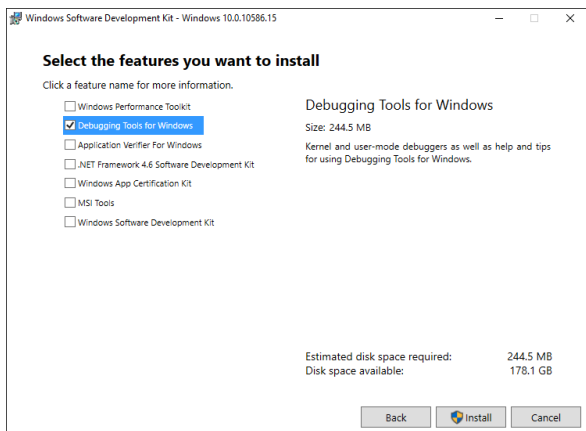 Windows Software Development Kit - Windows 10.0.10586.15
Select the features you want to install
Click a feature name for more information.
Windows Performance Toolkit
Debugging Tools for Windows
Application Verifier For Windows
.NET Framework 4.6 Software Development Kit
Windows App Certification Kit
MSI Tools
Windows Software Development Kit
Debugging Tools for Windows
Size: 244.5 MB
Kernel and user-mode debuggers as well as help and tips
for using Debugging Tools for Windows.
Estimated disk space required: 244.5 MB
Disk space available: 178.1 GB
Back Install Cancel